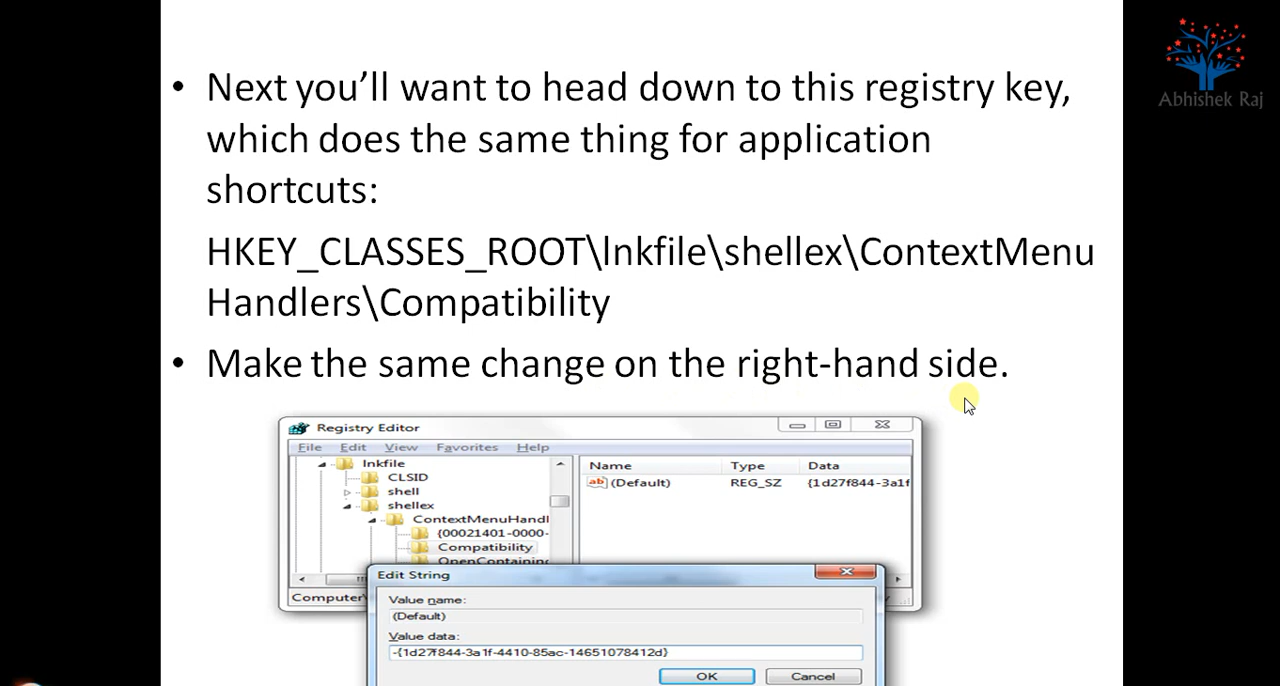 Abhishek Raj
• Next you’ll want to head down to this registry key,
which does the same thing for application
shortcuts:
HKEY_CLASSES_ROOT\lnkfile\shellex\ContextMenu
Handlers\Compatibility
• Make the same change on the right-hand side.
Registry Editor
File Edit View Favorites Help
lnkfile
CLSID
shell
shellex
ContextMenuHandl
{00021401-0000-
Compatibility
OpenContaining
Name Type Data
ab (Default) REG_SZ {1d27f844-3a1f
Computer\
Edit String
Value name:
(Default)
Value data:
-{1d27f844-3a1f-4410-85ac-14651078412d}
OK Cancel